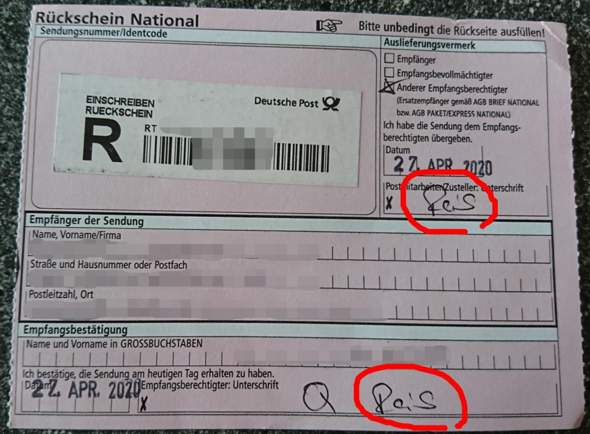 Rückschein National
Bitte unbedingt die Rückseite ausfüllen!
Sendungsnummer/Identcode
EINSCHREIBEN
RUECKSCHEIN
Deutsche Post
R
RT
Auslieferungsvermerk
Empfänger
Empfangsbevollmächtigter
Anderer Empfangsberechtigter
(Ersatzempfänger gemäß AGB BRIEF NATIONAL
bzw. AGB PAKET/EXPRESS NATIONAL)
Ich habe die Sendung dem Empfangs-
berechtigten übergeben.
Datum
27. APR. 2020
Postmitarbeiter/Zusteller: Unterschrift
X
Empfänger der Sendung
Name, Vorname/Firma
Straße und Hausnummer oder Postfach
Postleitzahl, Ort
Empfangsbestätigung
Name und Vorname in GROSSBUCHSTABEN
Ich bestätige, die Sendung am heutigen Tag erhalten zu haben.
Datum
27. APR. 2020
Empfangsberechtigter: Unterschrift
X